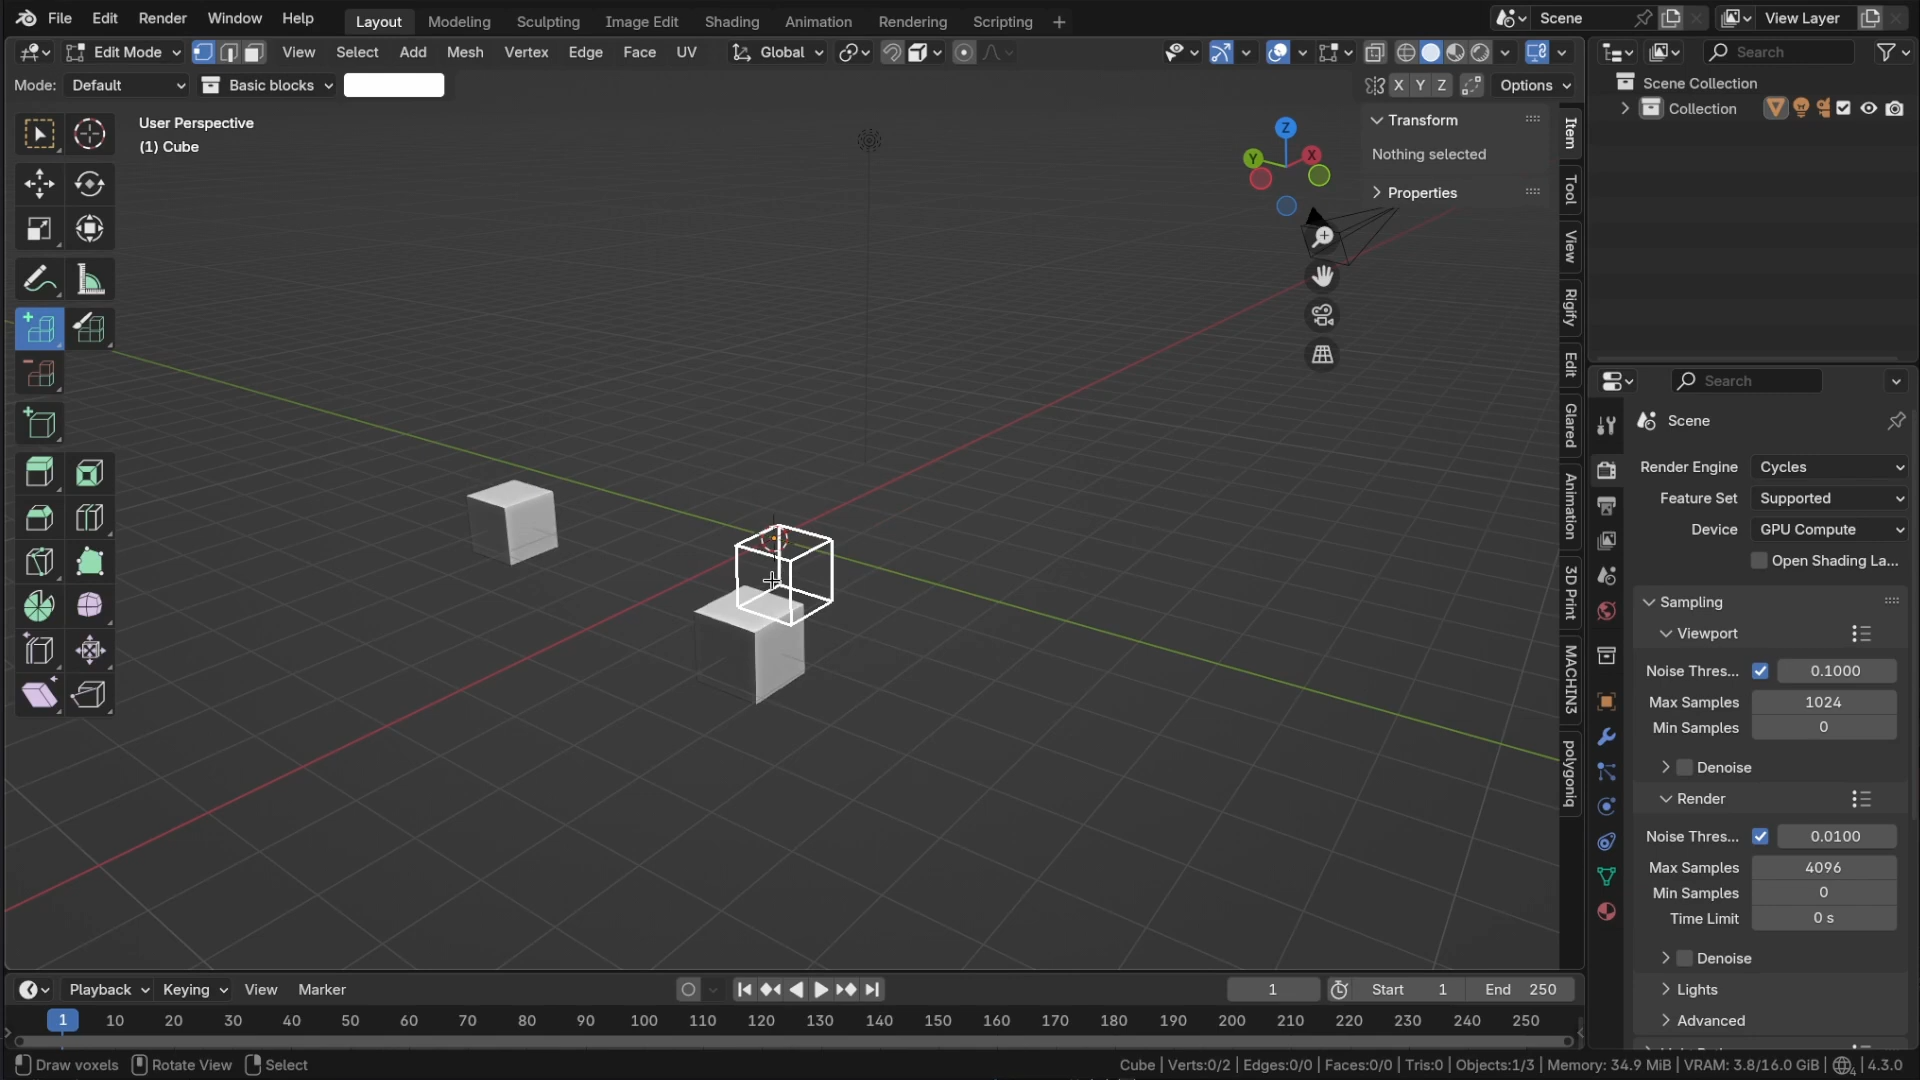 File Edit Render Window Help Layout Modeling Sculpting Image Edit Shading Animation Rendering Scripting + Scene View Layer
Edit Mode View Select Add Mesh Vertex Edge Face UV Global Search
Mode: Default Basic blocks X Y Z Options
Scene Collection
Collection
User Perspective
(1) Cube
Z
Y
X
Transform
Nothing selected
Properties
Item
Tool
View
Rigify
Edit
Glared
Animation
3D Print
MACHIN3
polygoniq
Search
Scene
Render Engine Cycles
Feature Set Supported
Device GPU Compute
Open Shading La...
Sampling
Viewport
Noise Thres... 0.1000
Max Samples 1024
Min Samples 0
Denoise
Render
Noise Thres... 0.0100
Max Samples 4096
Min Samples 0
Time Limit 0 s
Denoise
Lights
Advanced
Playback Keying View Marker 1 Start 1 End 250
1 10 20 30 40 50 60 70 80 90 100 110 120 130 140 150 160 170 180 190 200 210 220 230 240 250
Draw voxels Rotate View Select Cube | Verts:0/2 | Edges:0/0 | Faces:0/0 | Tris:0 | Objects:1/3 | Memory: 34.9 MiB | VRAM: 3.8/16.0 GiB | 4 | 4.3.0